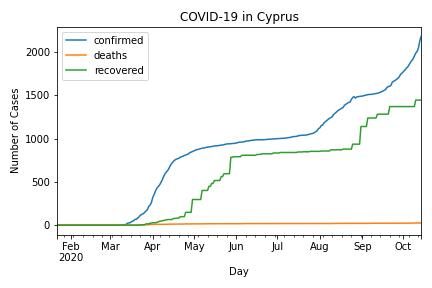 COVID-19 in Cyprus
confirmed
deaths
recovered
Number of Cases
2000
1500
1000
500
0
Feb Mar Apr May Jun Jul Aug Sep Oct
2020
Day